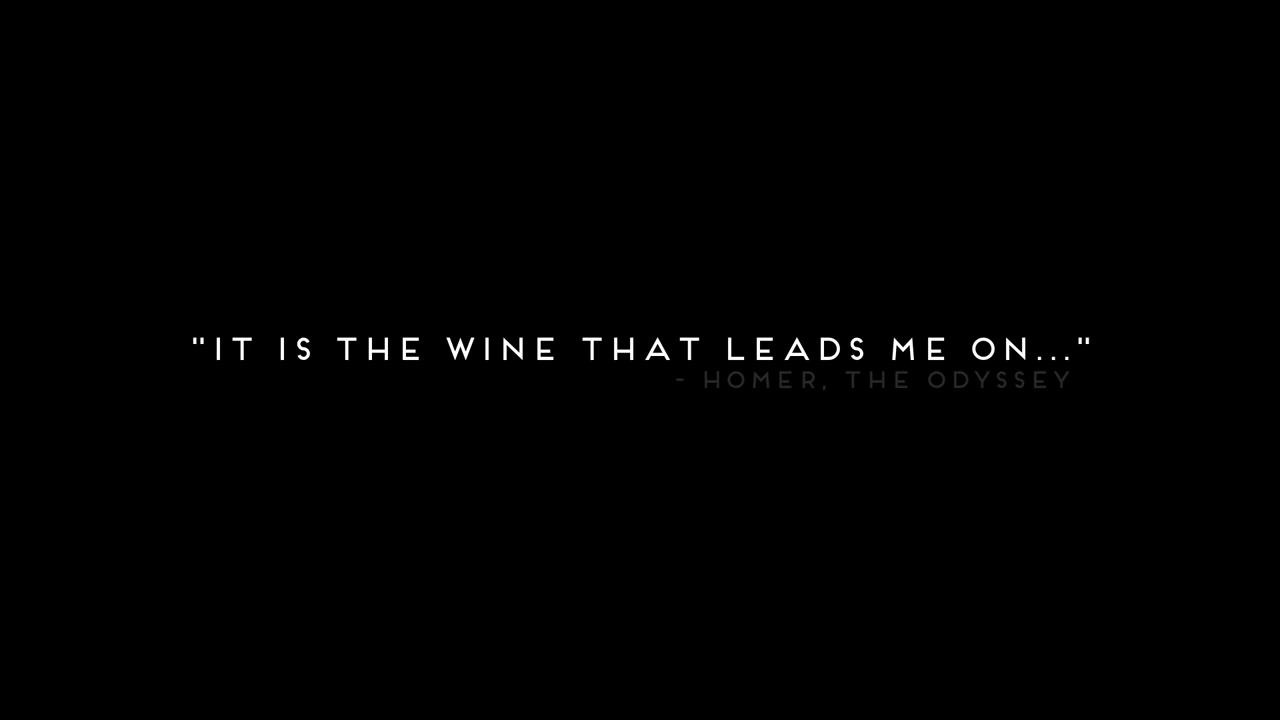 "IT IS THE WINE THAT LEADS ME ON..."
- HOMER, THE ODYSSEY